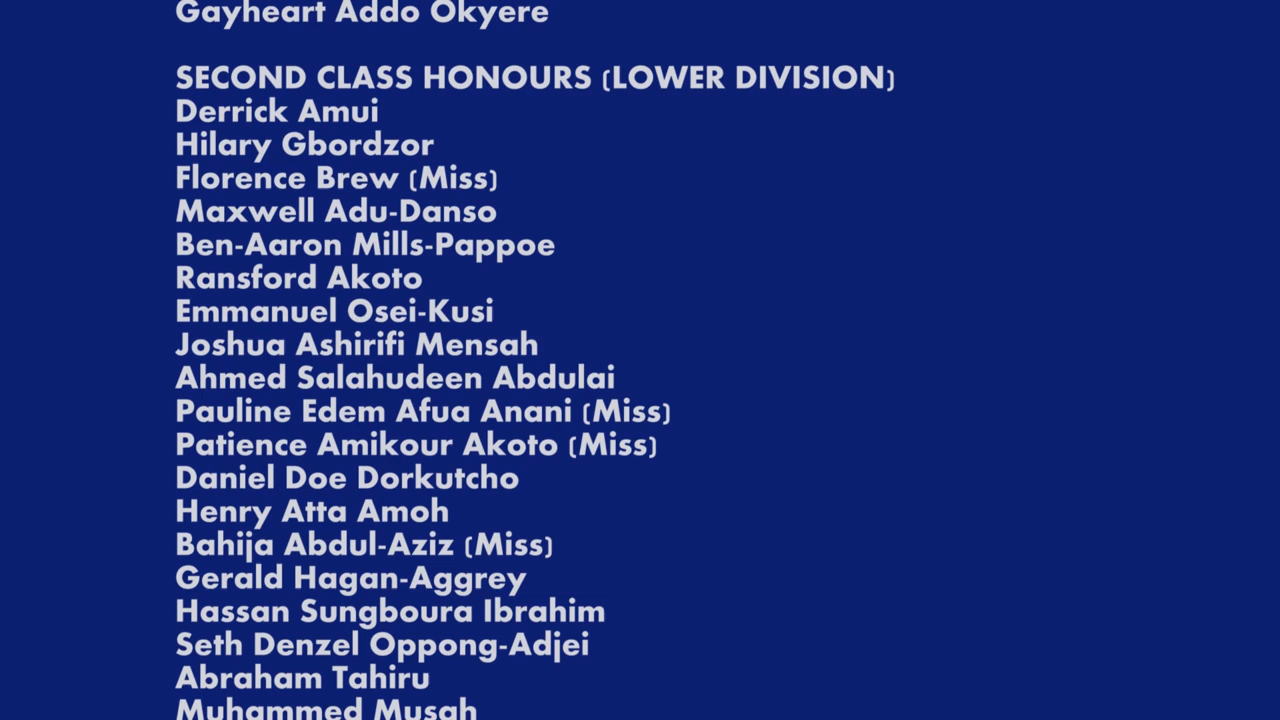 Gayheart Addo Okyere
SECOND CLASS HONOURS (LOWER DIVISION)
Derrick Amui
Hilary Gbordzor
Florence Brew (Miss)
Maxwell Adu-Danso
Ben-Aaron Mills-Pappoe
Ransford Akoto
Emmanuel Osei-Kusi
Joshua Ashirifi Mensah
Ahmed Salahudeen Abdulai
Pauline Edem Afua Anani (Miss)
Patience Amikour Akoto (Miss)
Daniel Doe Dorkutcho
Henry Atta Amoh
Bahija Abdul-Aziz (Miss)
Gerald Hagan-Aggrey
Hassan Sungboura Ibrahim
Seth Denzel Oppong-Adjei
Abraham Tahiru
Muhammed Musah